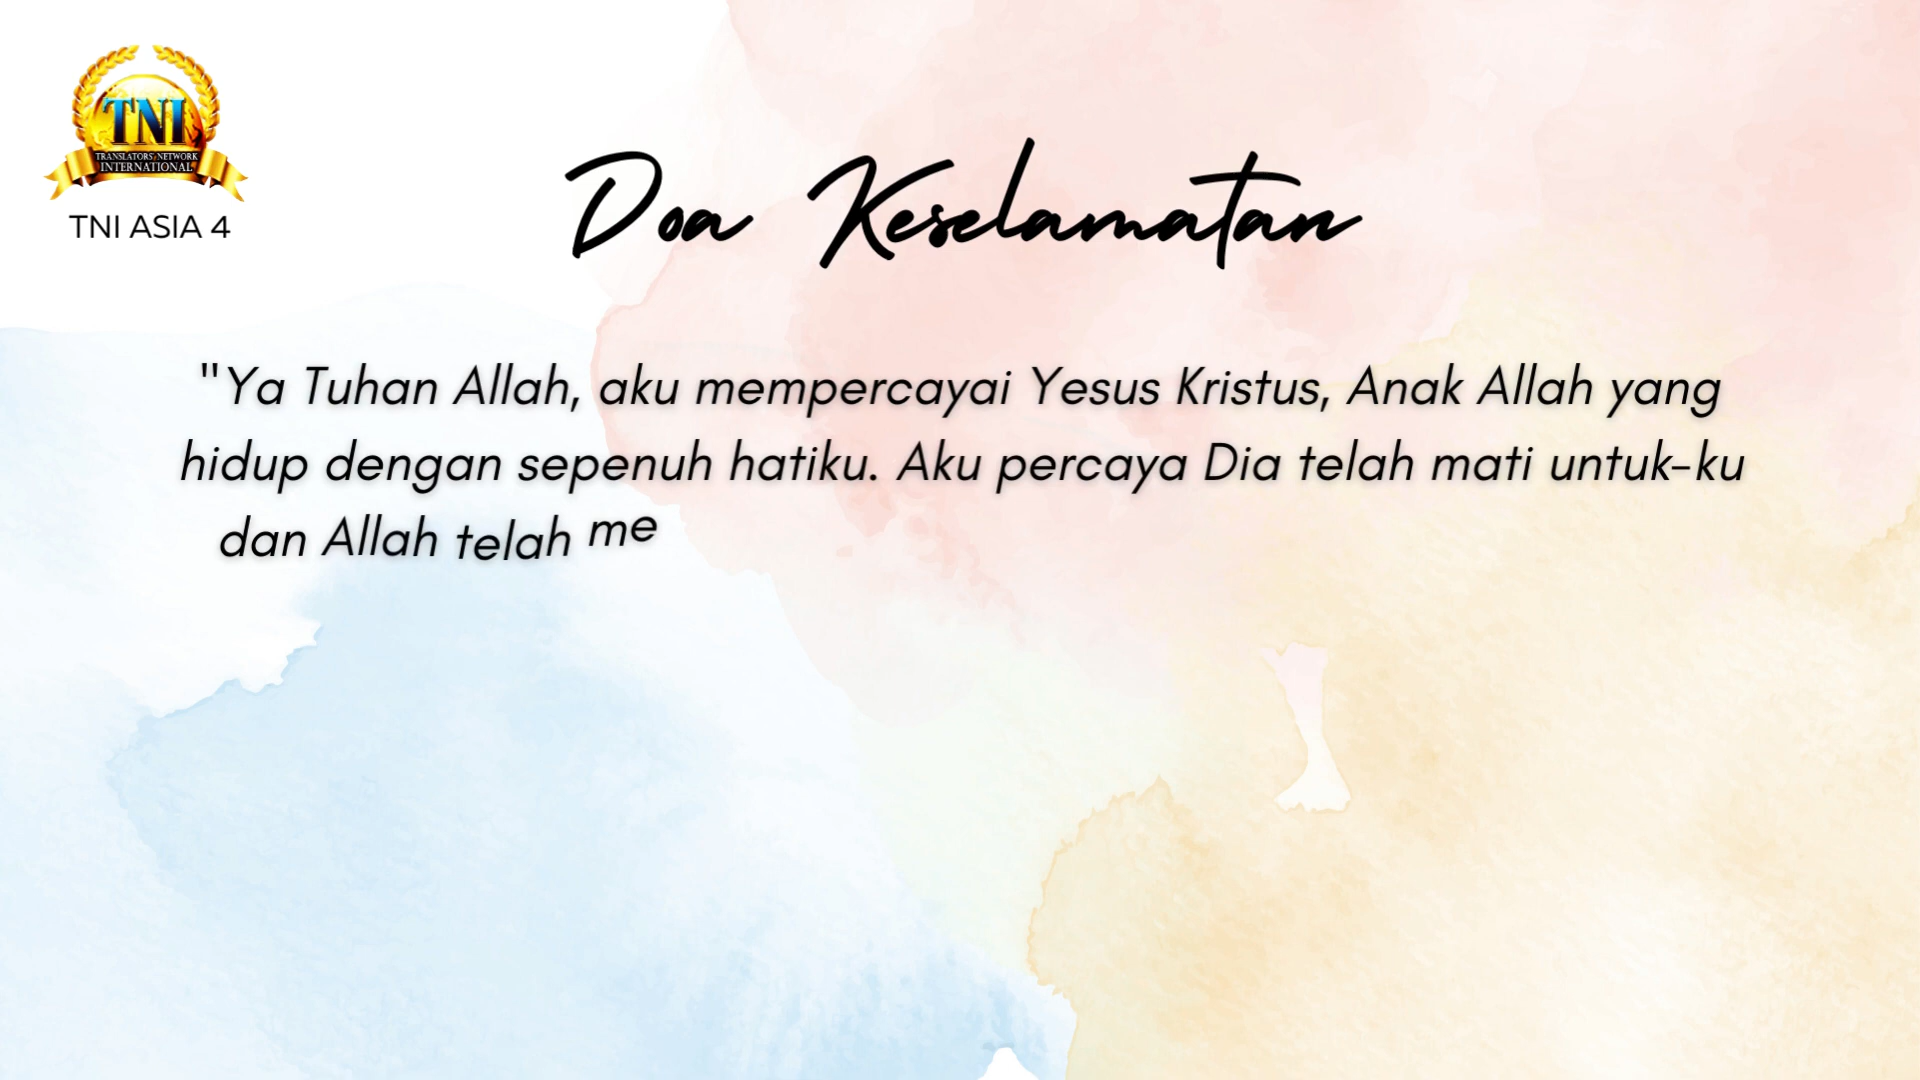 TNI
TRANSLATORS' NETWORK
INTERNATIONAL
TNI ASIA 4
Doa Keselamatan
"Ya Tuhan Allah, aku mempercayai Yesus Kristus, Anak Allah yang
hidup dengan sepenuh hatiku. Aku percaya Dia telah mati untuk-ku
dan Allah telah me